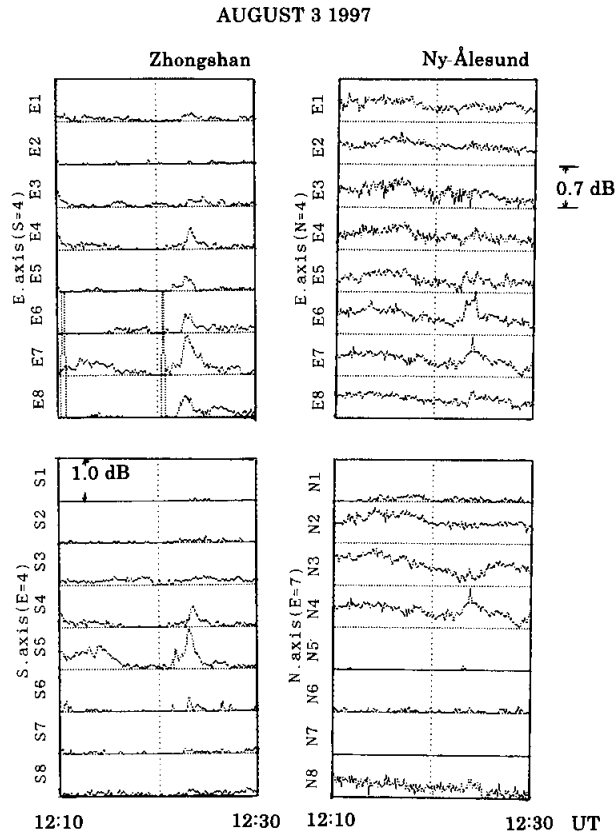 AUGUST 3 1997
Zhongshan
Ny-Ålesund
E.axis(S=4)
E1
E2
E3
E4
E5
E6
E7
E8
E.axis(N=4)
E1
E2
E3
E4
E5
E6
E7
E8
0.7 dB
S.axis(E=4)
S1
S2
S3
S4
S5
S6
S7
S8
1.0 dB
N.axis(E=7)
N1
N2
N3
N4
N5
N6
N7
N8
12:10
12:30
12:10
12:30
UT